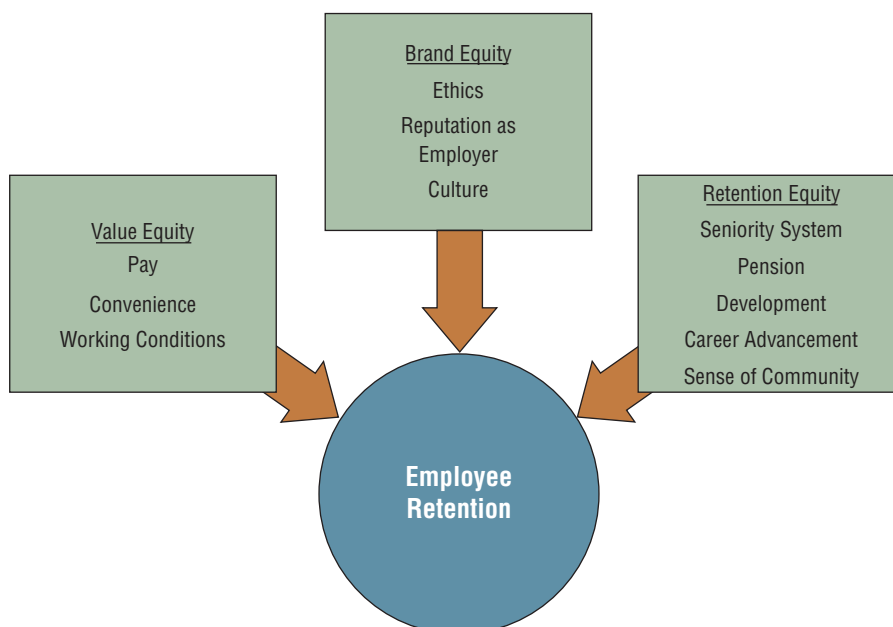 Brand Equity
Ethics
Reputation as
Employer
Culture
Value Equity
Pay
Convenience
Working Conditions
Retention Equity
Seniority System
Pension
Development
Career Advancement
Sense of Community
Employee
Retention